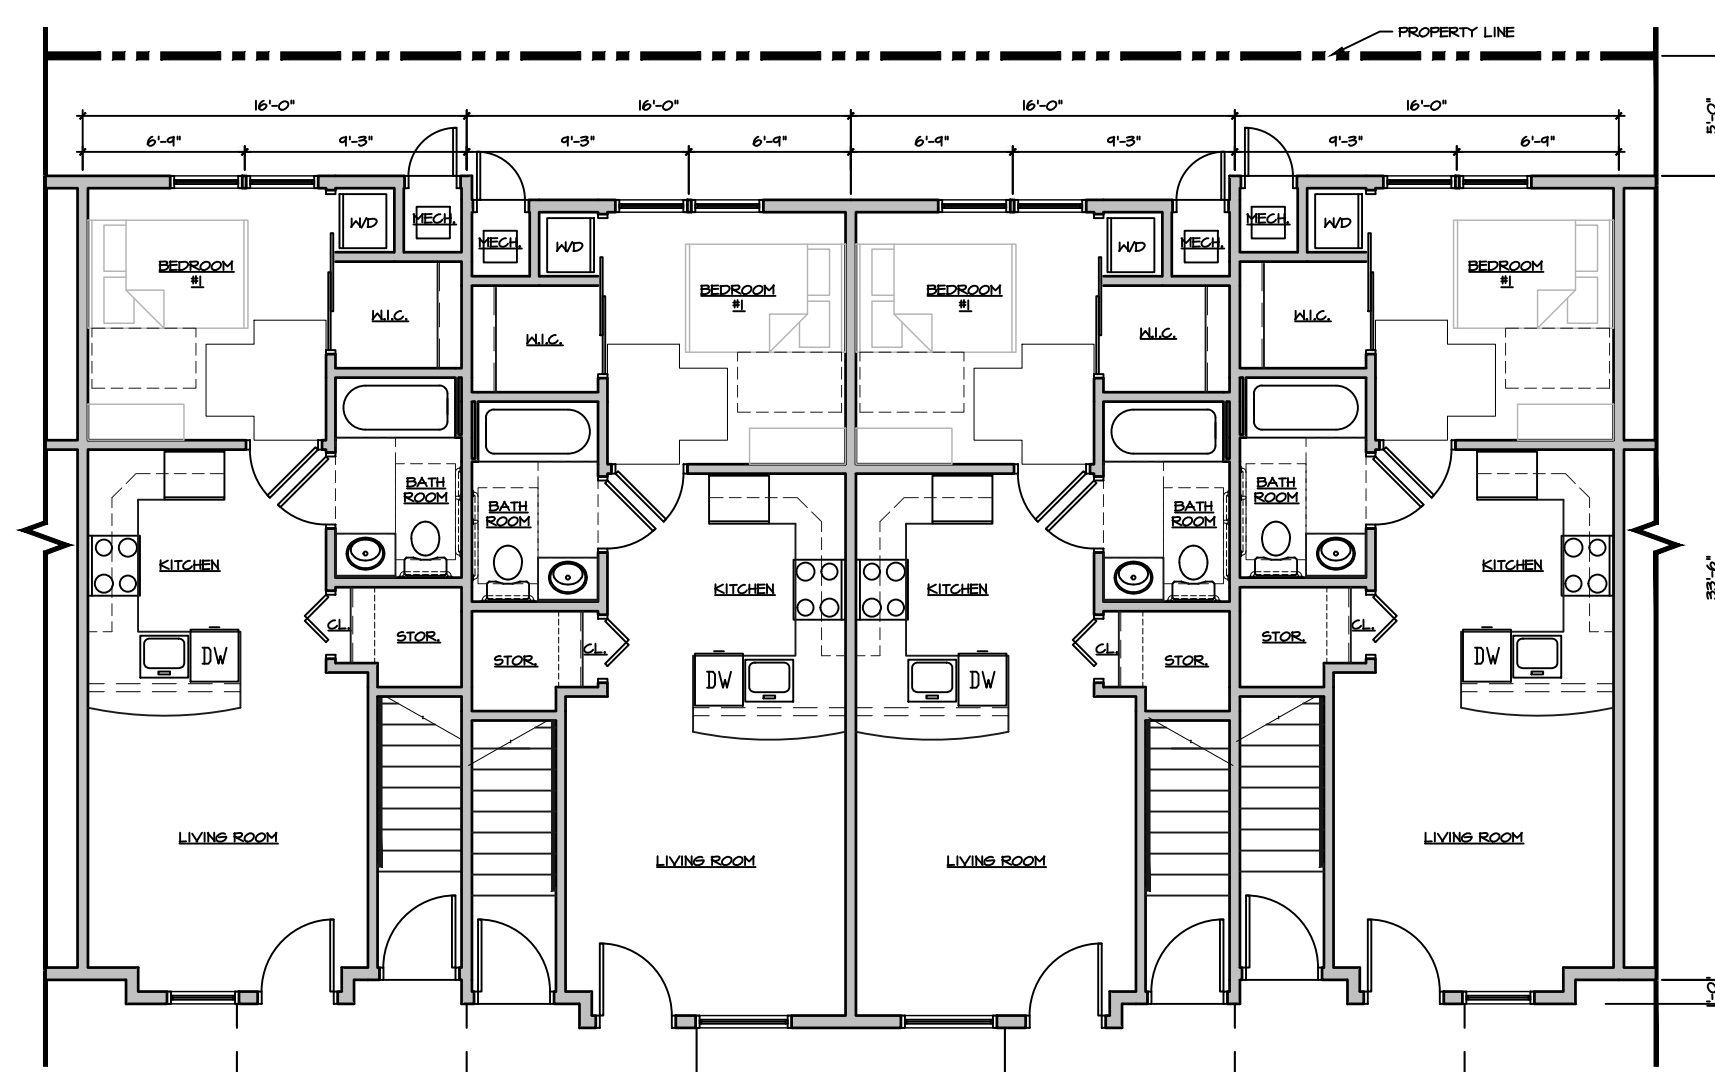 PROPERTY LINE
16'-0" 16'-0" 16'-0" 16'-0"
5'-0"
6'-9" 9'-3" 9'-3" 6'-9" 6'-9" 9'-3" 9'-3" 6'-9"
W/D MECH. MECH. W/D W/D MECH. MECH. W/D
BEDROOM
#1
BEDROOM
#1
BEDROOM
#1
BEDROOM
#1
W.I.C. W.I.C. W.I.C. W.I.C.
BATH
ROOM
BATH
ROOM
BATH
ROOM
BATH
ROOM
KITCHEN KITCHEN KITCHEN KITCHEN
33'-6"
CL. STOR. STOR. CL. CL. STOR. STOR. CL.
DW DW DW DW
LIVING ROOM LIVING ROOM LIVING ROOM LIVING ROOM
1'-0"